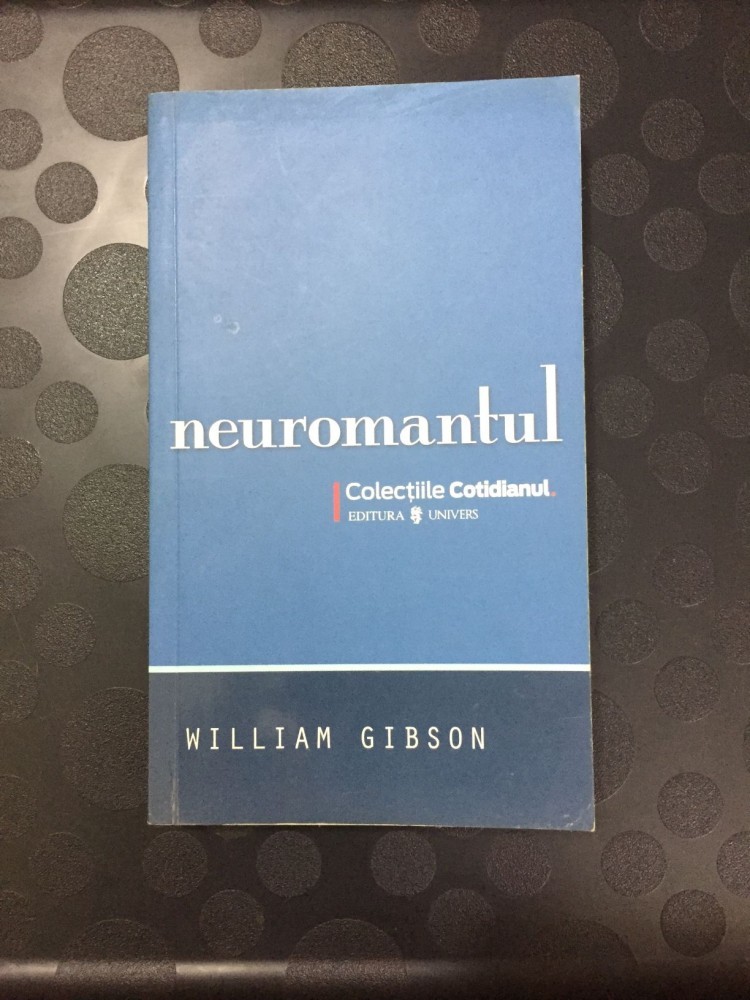 neuromantul
Colecțiile Cotidianul.
EDITURA UNIVERS
WILLIAM GIBSON